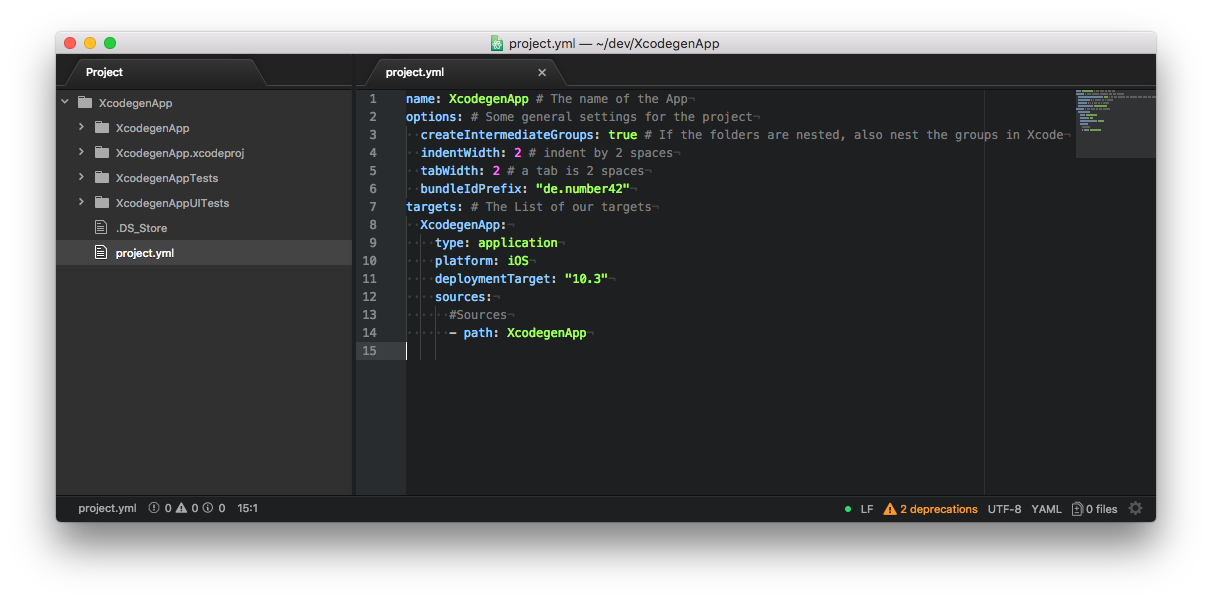 project.yml — ~/dev/XcodegenApp
Project
project.yml
XcodegenApp
XcodegenApp
XcodegenApp.xcodeproj
XcodegenAppTests
XcodegenAppUITests
.DS_Store
project.yml
1 name: XcodegenApp # The name of the App¬
2 options: # Some general settings for the project¬
3 ··createIntermediateGroups: true # If the folders are nested, also nest the groups in Xcode¬
4 ··indentWidth: 2 # indent by 2 spaces¬
5 ··tabWidth: 2 # a tab is 2 spaces¬
6 ··bundleIdPrefix: "de.number42"¬
7 targets: # The List of our targets¬
8 ··XcodegenApp:¬
9 ····type: application¬
10 ····platform: iOS¬
11 ····deploymentTarget: "10.3"¬
12 ····sources:¬
13 ······#Sources¬
14 ······- path: XcodegenApp¬
15
project.yml 0 0 0 15:1 LF 2 deprecations UTF-8 YAML 0 files